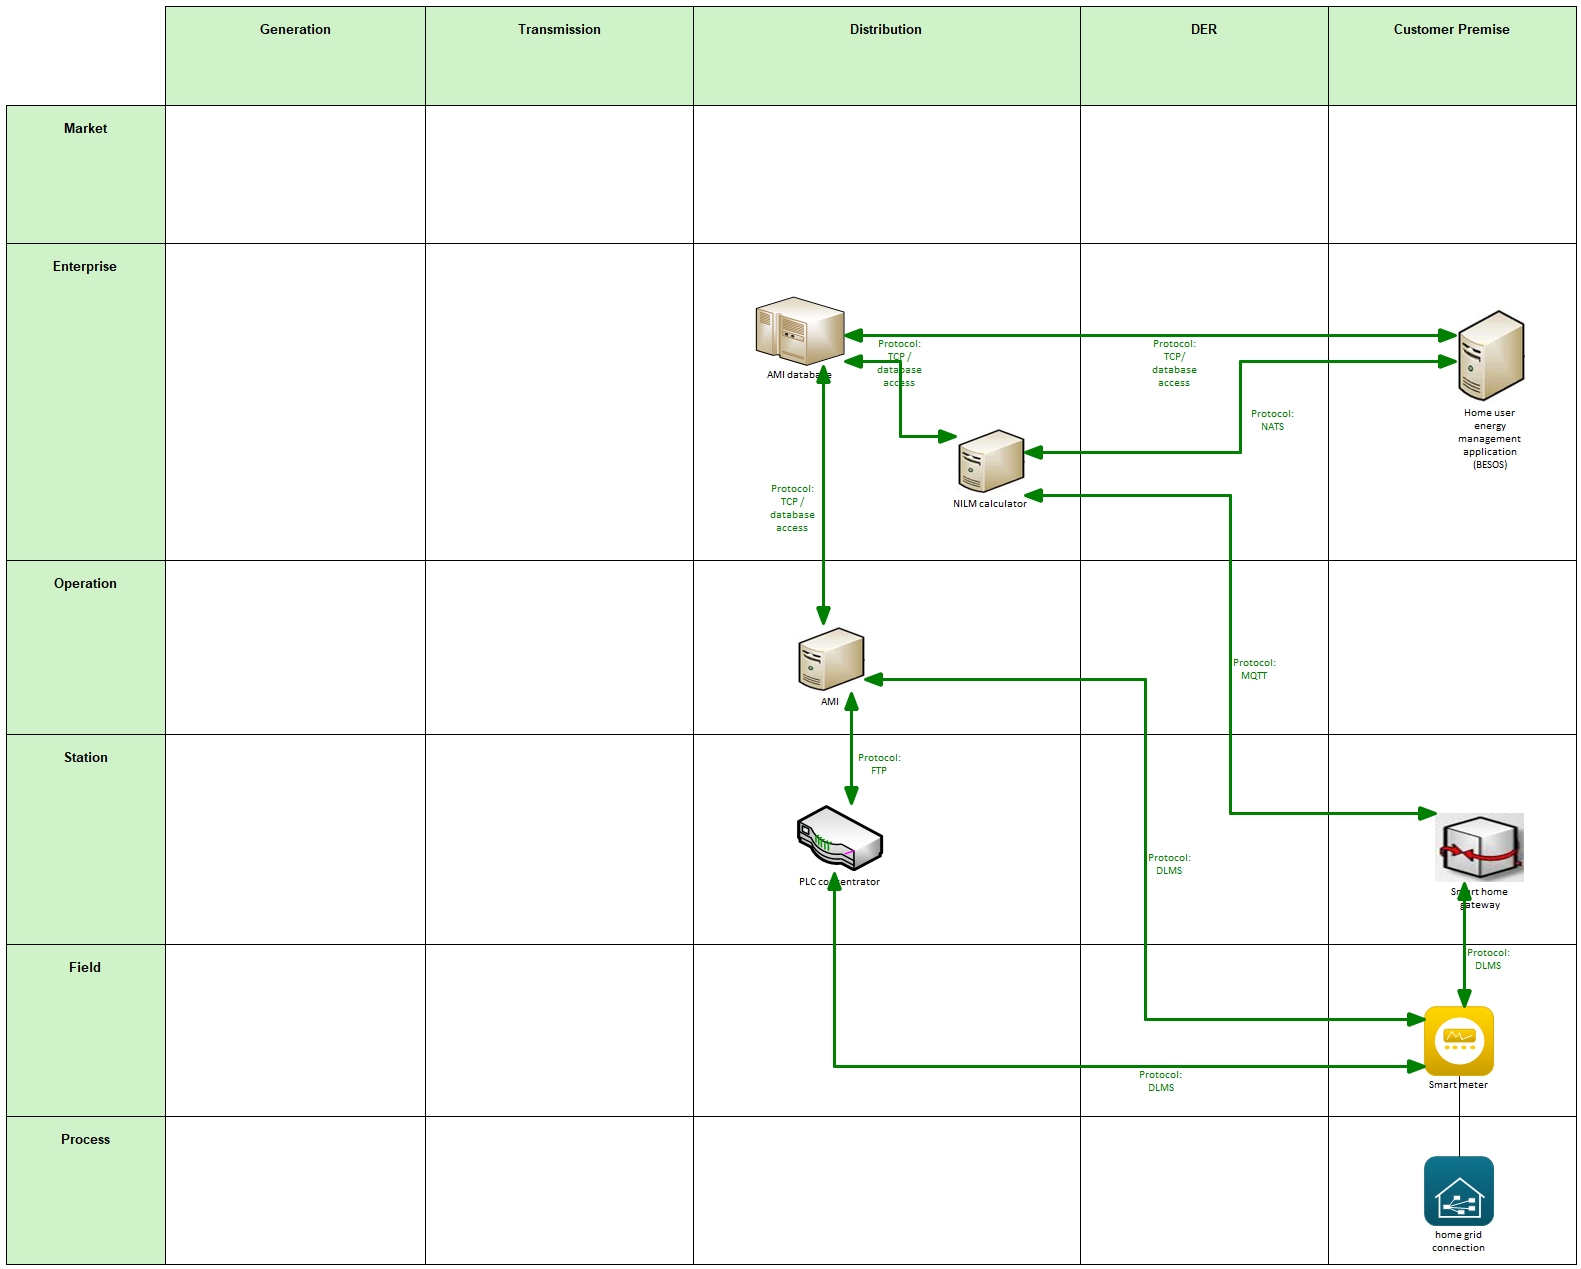 Generation
Transmission
Distribution
DER
Customer Premise
Market
Enterprise
AMI database
Protocol:
TCP /
database
access
Protocol:
TCP/
database
access
Protocol:
NATS
Home user
energy
management
application
(BESOS)
NILM calculator
Protocol:
TCP /
database
access
Operation
AMI
Protocol:
MQTT
Station
Protocol:
FTP
PLC concentrator
Protocol:
DLMS
Smart home
gateway
Field
Protocol:
DLMS
Protocol:
DLMS
Smart meter
Process
home grid
connection